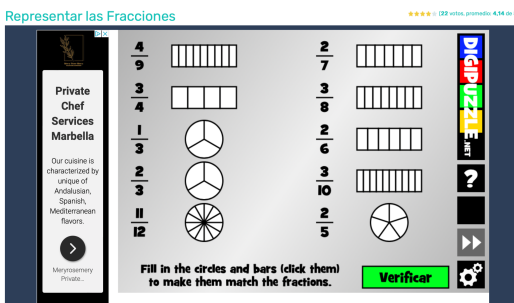 Representar las Fracciones
(22 votos, promedio: 4,14 de
Private
Chef
Services
Marbella
Our cuisine is
characterized by
unique of
Andalusian,
Spanish,
Mediterranean
flavors.
Meryrosemery
Private...
4/9
3/4
1/3
2/3
11/12
2/7
3/8
2/6
3/10
2/5
Fill in the circles and bars (click them)
to make them match the fractions.
Verificar
DIGIPUZZLE.NET
?